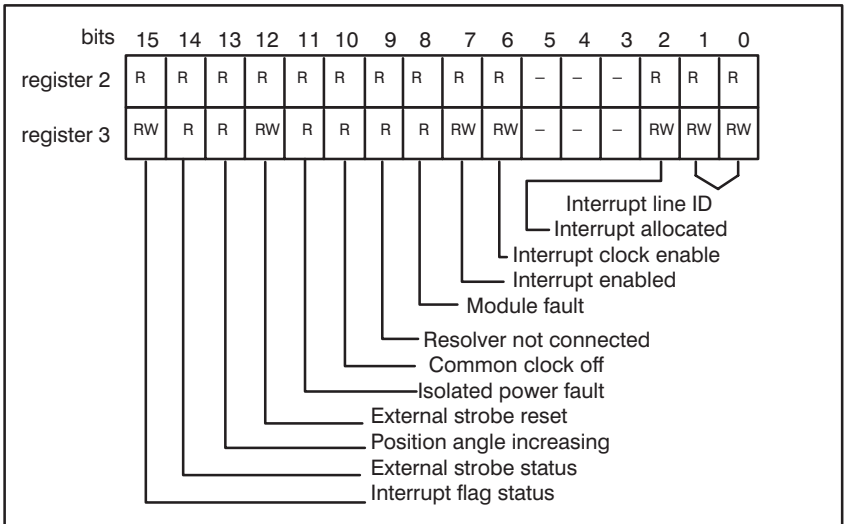 bits 15 14 13 12 11 10 9 8 7 6 5 4 3 2 1 0
register 2 R R R R R R R R R R – – – R R R
register 3 RW R R RW R R R R RW RW – – – RW RW RW
Interrupt line ID
Interrupt allocated
Interrupt clock enable
Interrupt enabled
Module fault
Resolver not connected
Common clock off
Isolated power fault
External strobe reset
Position angle increasing
External strobe status
Interrupt flag status